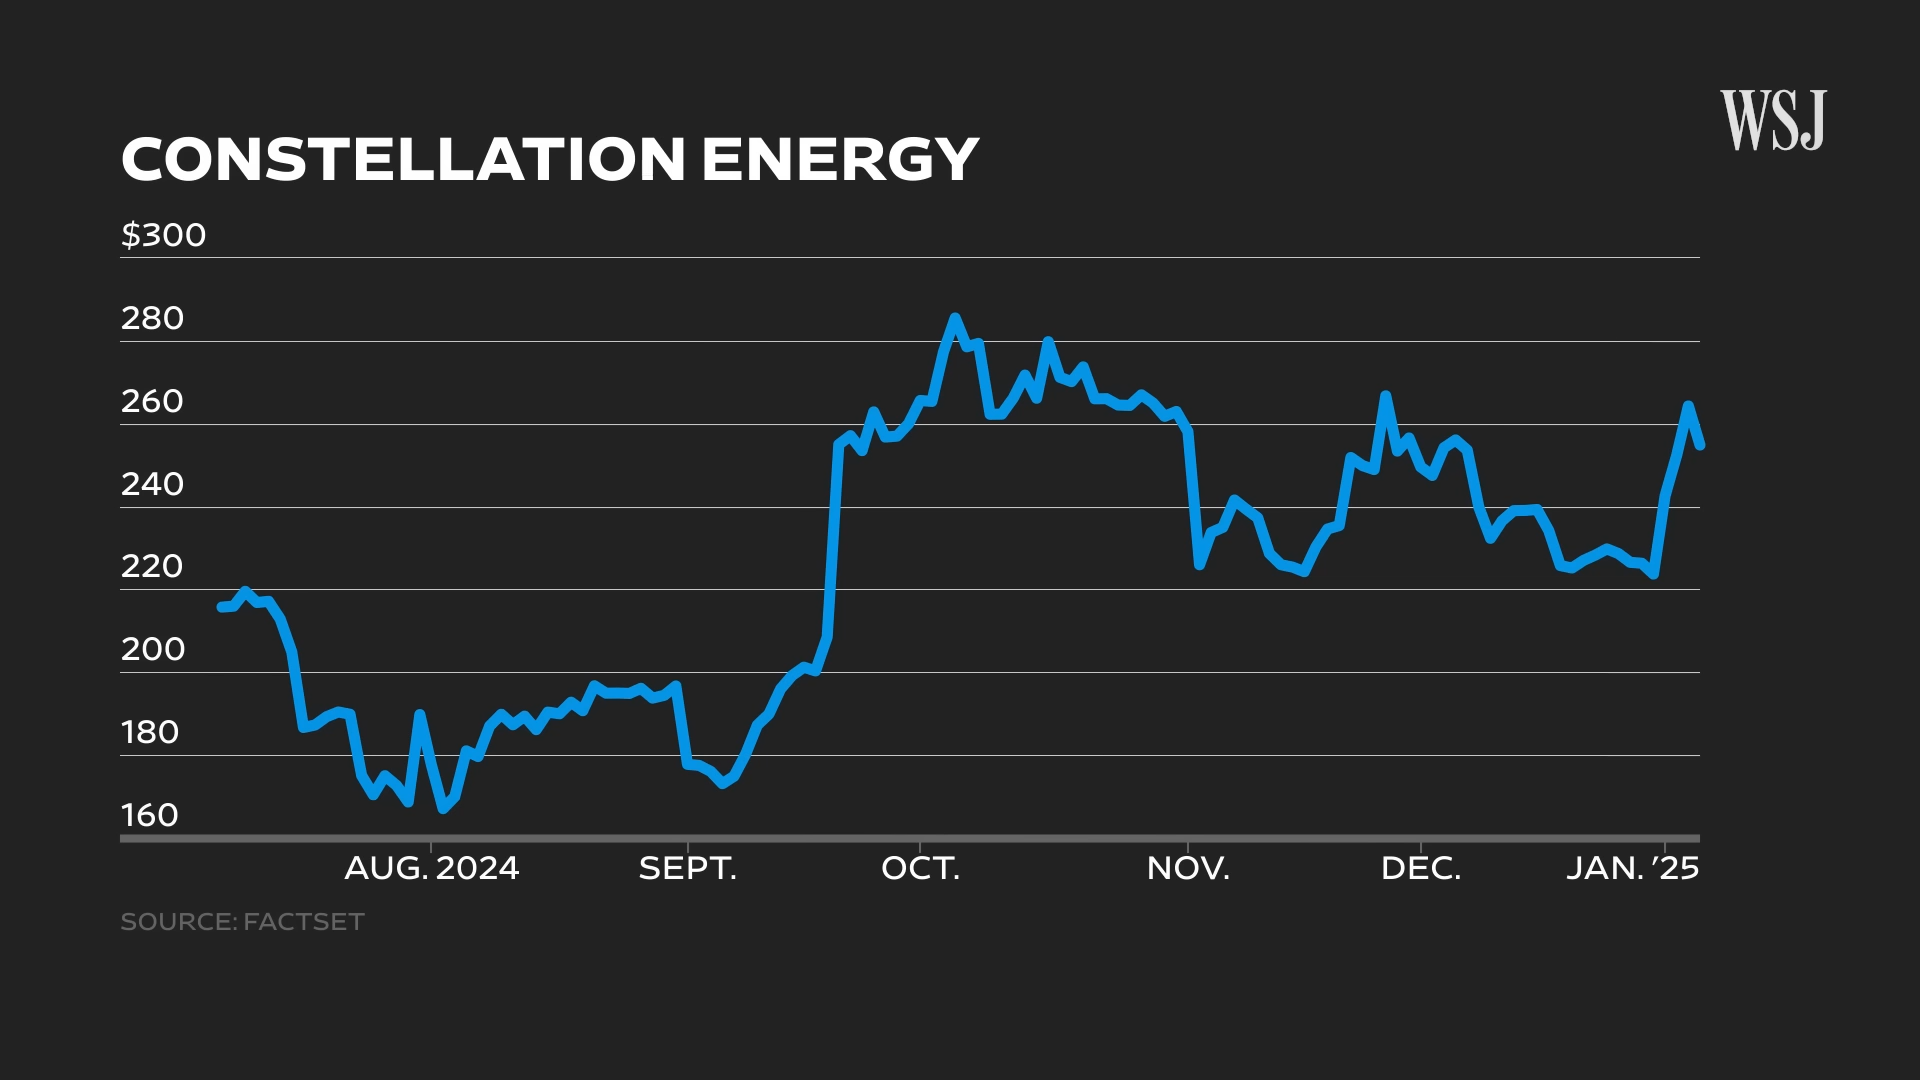 WSJ
CONSTELLATION ENERGY
$300
280
260
240
220
200
180
160
AUG. 2024 SEPT. OCT. NOV. DEC. JAN. ’25
SOURCE: FACTSET